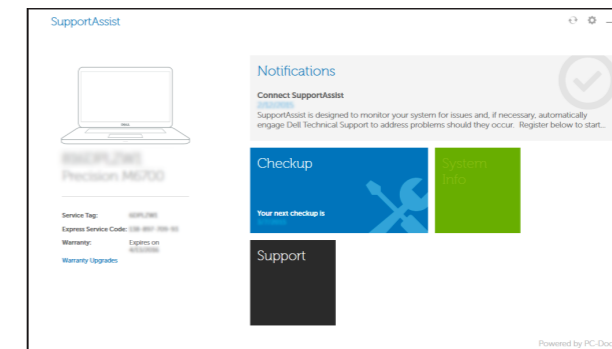 SupportAssist
DELL
Precision M6700
Service Tag:
Express Service Code:
Warranty: Expires on
Warranty Upgrades
Notifications
Connect SupportAssist
SupportAssist is designed to monitor your system for issues and, if necessary, automatically
engage Dell Technical Support to address problems should they occur. Register below to start...
Checkup
Your next checkup is
System
Info
Support
Powered by PC-Doc